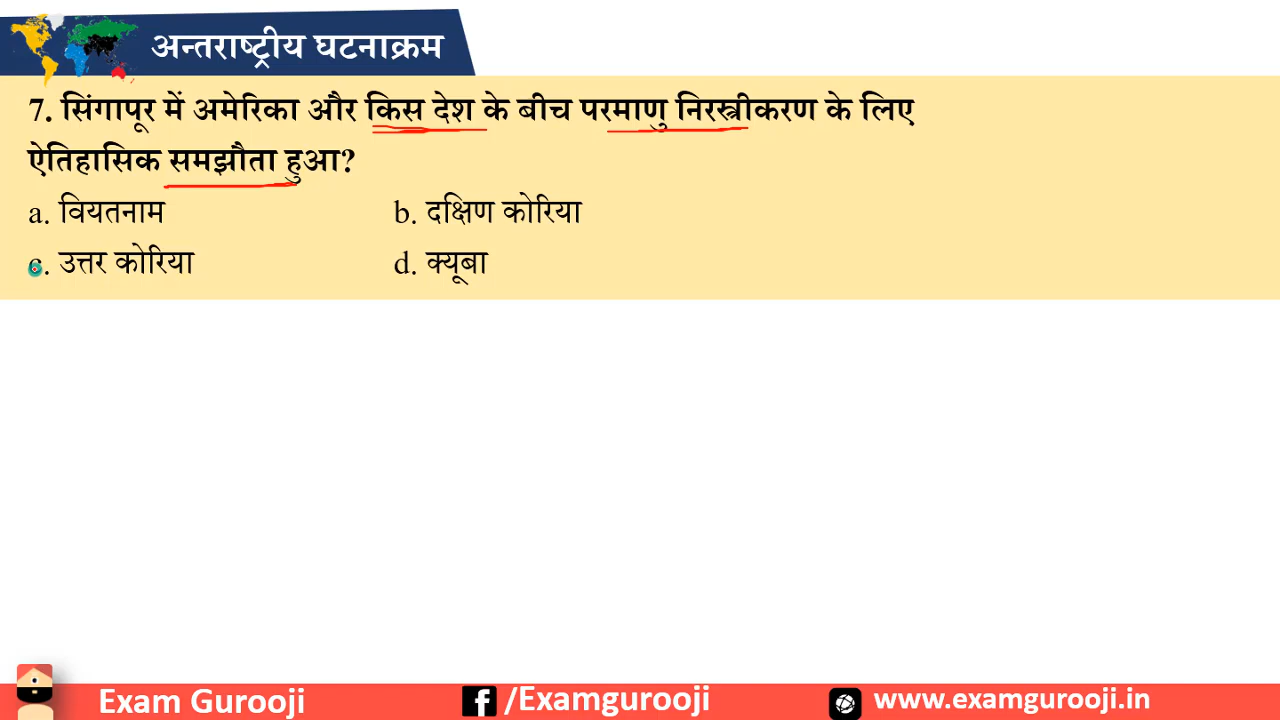 अन्तराष्ट्रीय घटनाक्रम
7. सिंगापूर में अमेरिका और किस देश के बीच परमाणु निरस्त्रीकरण के लिए
ऐतिहासिक समझौता हुआ?
a. वियतनाम b. दक्षिण कोरिया
c. उत्तर कोरिया d. क्यूबा
Exam Gurooji /Examgurooji www.examgurooji.in